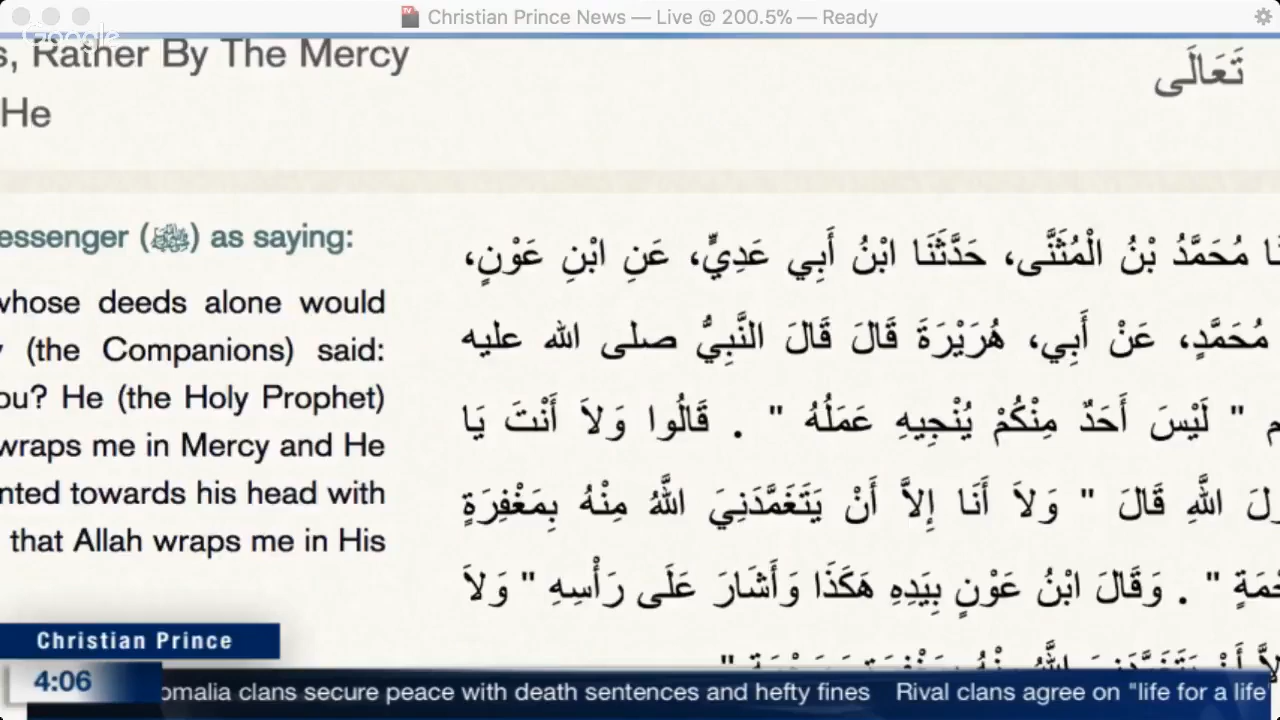 Christian Prince News — Live @ 200.5% — Ready
Google
s, Rather By The Mercy
He
تَعَالَى
essenger (ﷺ) as saying:
whose deeds alone would
(the Companions) said:
ou? He (the Holy Prophet)
wraps me in Mercy and He
nted towards his head with
that Allah wraps me in His
نَا مُحَمَّدُ بْنُ الْمُثَنَّى، حَدَّثَنَا ابْنُ أَبِي عَدِيٍّ، عَنِ ابْنِ عَوْنٍ،
مُحَمَّدٍ، عَنْ أَبِي، هُرَيْرَةَ قَالَ قَالَ النَّبِيُّ صلى الله عليه
م " لَيْسَ أَحَدٌ مِنْكُمْ يُنْجِيهِ عَمَلُهُ " . قَالُوا وَلاَ أَنْتَ يَا
ولَ اللَّهِ قَالَ " وَلاَ أَنَا إِلاَّ أَنْ يَتَغَمَّدَنِيَ اللَّهُ مِنْهُ بِمَغْفِرَةٍ
حْمَةٍ " . وَقَالَ ابْنُ عَوْنٍ بِيَدِهِ هَكَذَا وَأَشَارَ عَلَى رَأْسِهِ " وَلاَ
Christian Prince
4:06
omalia clans secure peace with death sentences and hefty fines Rival clans agree on "life for a life"